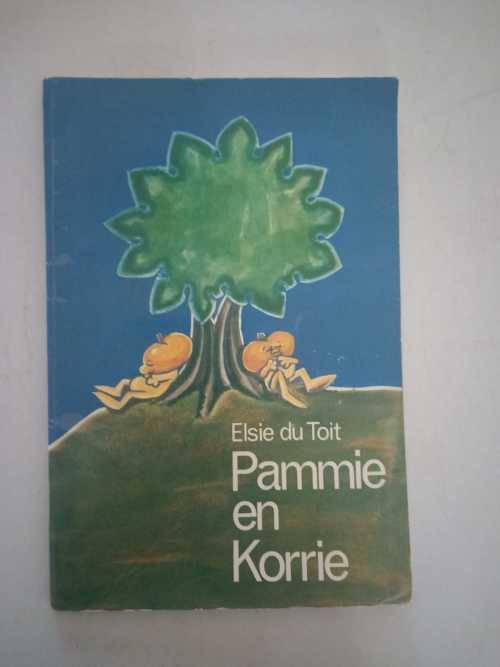 Elsie du Toit
Pammie
en
Korrie